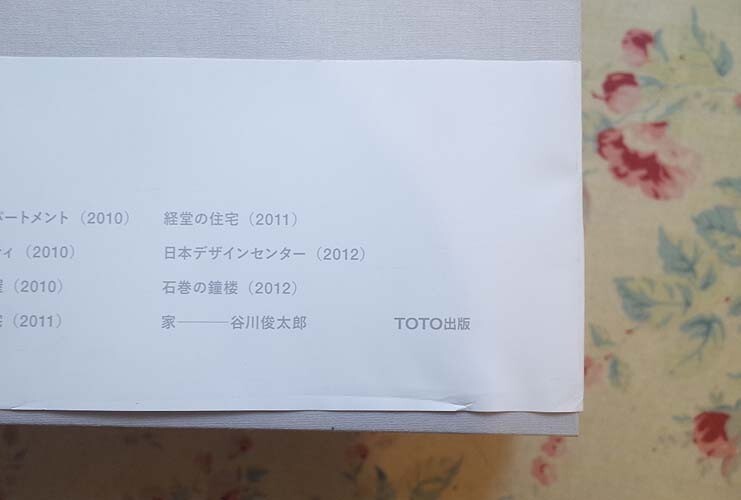 パートメント（2010） 経堂の住宅（2011）
ティ（2010） 日本デザインセンター（2012）
（2010） 石巻の鐘楼（2012）
（2011） 家———谷川俊太郎 TOTO出版